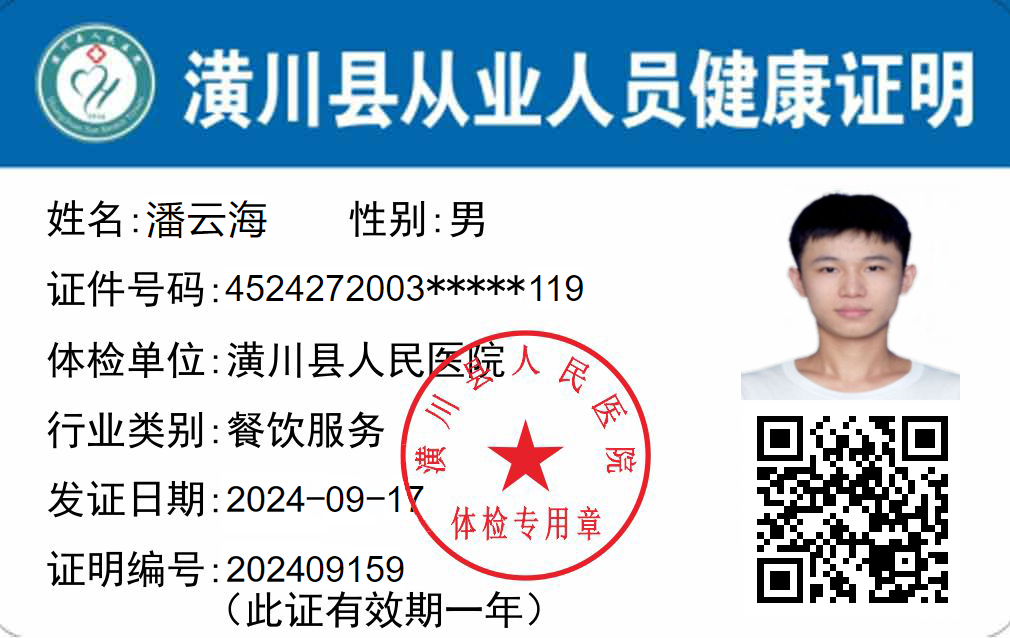 潢川县从业人员健康证明
姓名:潘云海 性别:男
证件号码:4524272003*****119
体检单位:潢川县人民医院
行业类别:餐饮服务
发证日期:2024-09-17
证明编号:202409159
(此证有效期一年)
潢川县人民医院
体检专用章